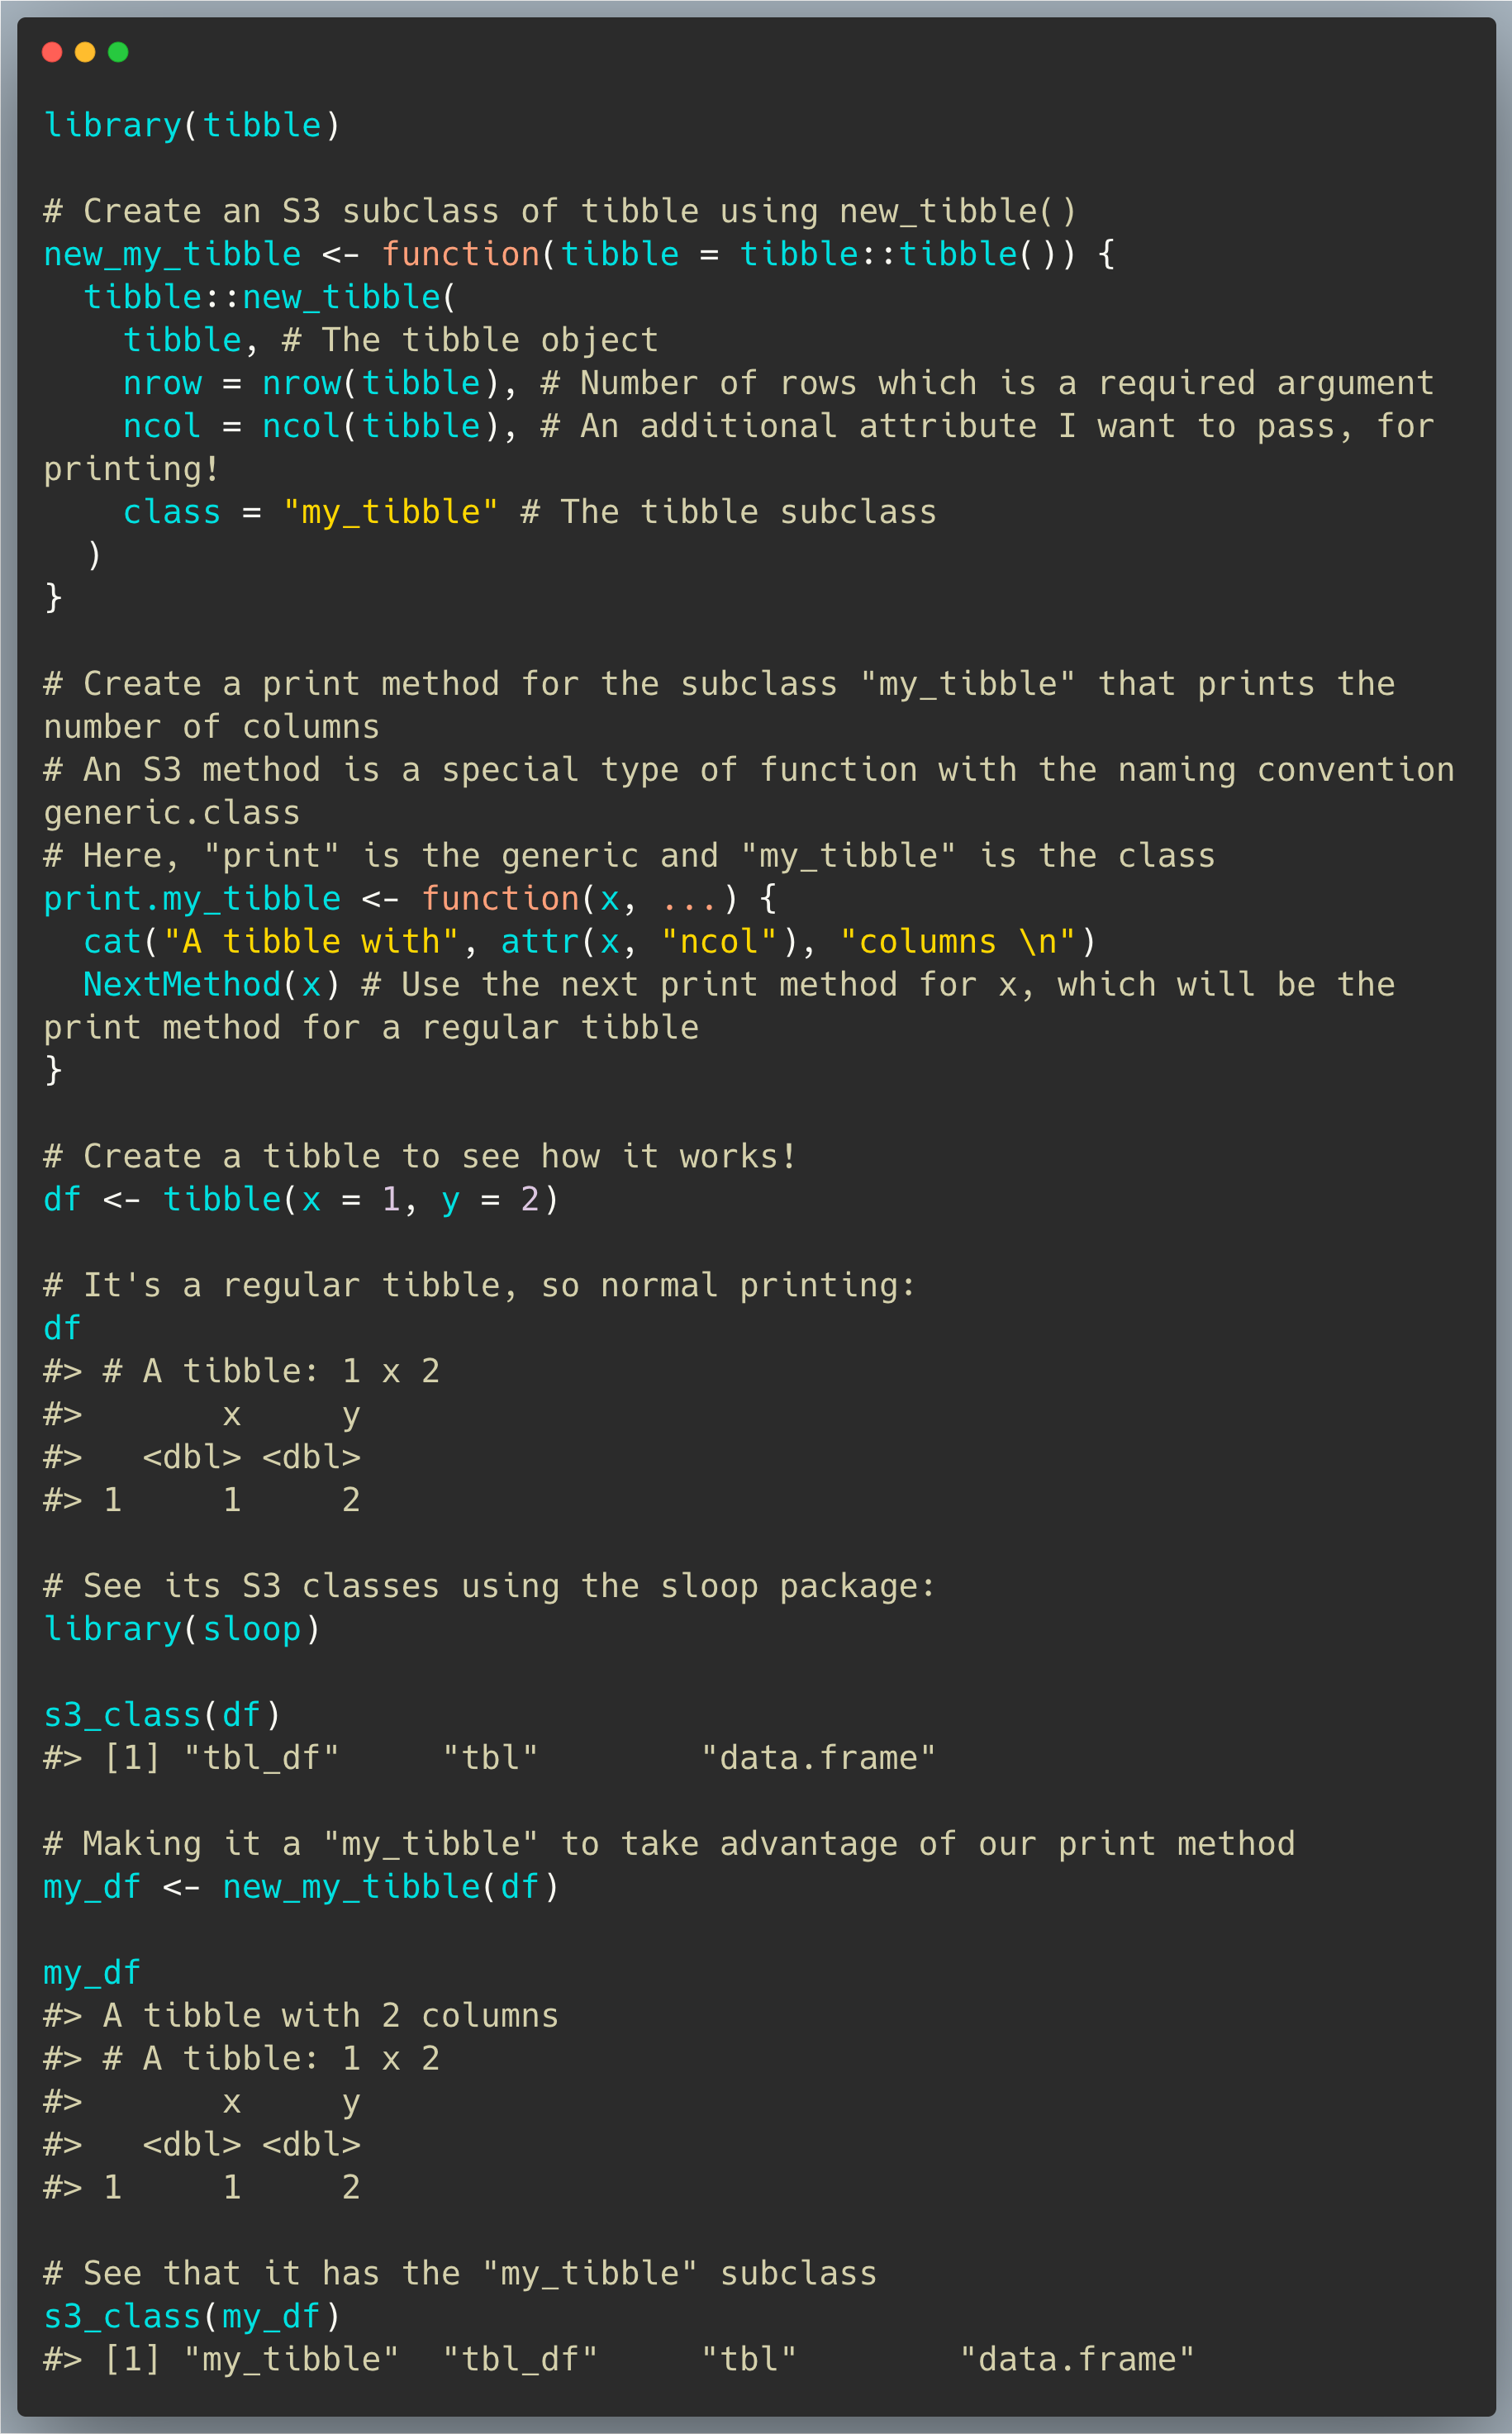 library(tibble)

# Create an S3 subclass of tibble using new_tibble()
new_my_tibble <- function(tibble = tibble::tibble()) {
  tibble::new_tibble(
    tibble, # The tibble object
    nrow = nrow(tibble), # Number of rows which is a required argument
    ncol = ncol(tibble), # An additional attribute I want to pass, for
printing!
    class = "my_tibble" # The tibble subclass
  )
}

# Create a print method for the subclass "my_tibble" that prints the
number of columns
# An S3 method is a special type of function with the naming convention
generic.class
# Here, "print" is the generic and "my_tibble" is the class
print.my_tibble <- function(x, ...) {
  cat("A tibble with", attr(x, "ncol"), "columns \n")
  NextMethod(x) # Use the next print method for x, which will be the
print method for a regular tibble
}

# Create a tibble to see how it works!
df <- tibble(x = 1, y = 2)

# It's a regular tibble, so normal printing:
df
#> # A tibble: 1 x 2
#>       x     y
#>   <dbl> <dbl>
#> 1     1     2

# See its S3 classes using the sloop package:
library(sloop)

s3_class(df)
#> [1] "tbl_df"     "tbl"        "data.frame"

# Making it a "my_tibble" to take advantage of our print method
my_df <- new_my_tibble(df)

my_df
#> A tibble with 2 columns
#> # A tibble: 1 x 2
#>       x     y
#>   <dbl> <dbl>
#> 1     1     2

# See that it has the "my_tibble" subclass
s3_class(my_df)
#> [1] "my_tibble"  "tbl_df"     "tbl"        "data.frame"